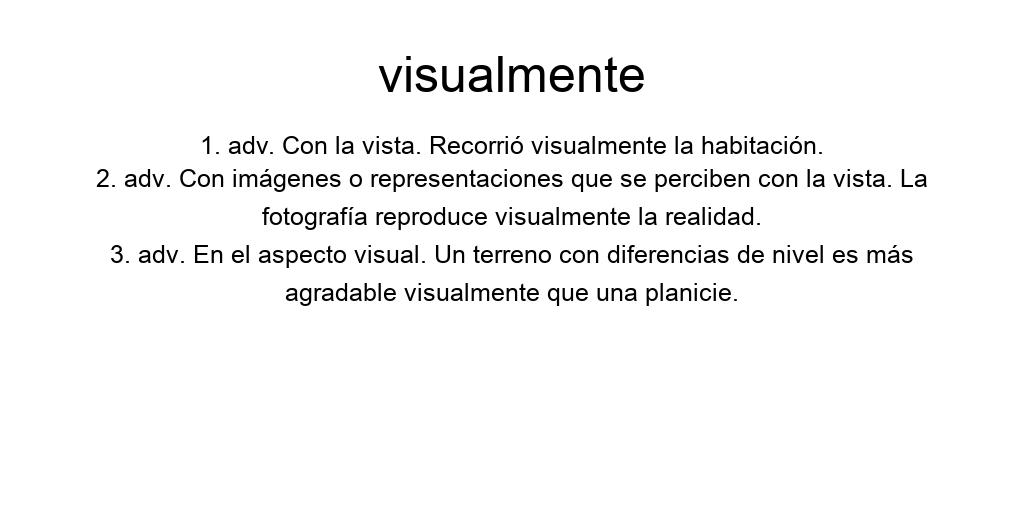 visualmente
1. adv. Con la vista. Recorrió visualmente la habitación.
2. adv. Con imágenes o representaciones que se perciben con la vista. La
fotografía reproduce visualmente la realidad.
3. adv. En el aspecto visual. Un terreno con diferencias de nivel es más
agradable visualmente que una planicie.